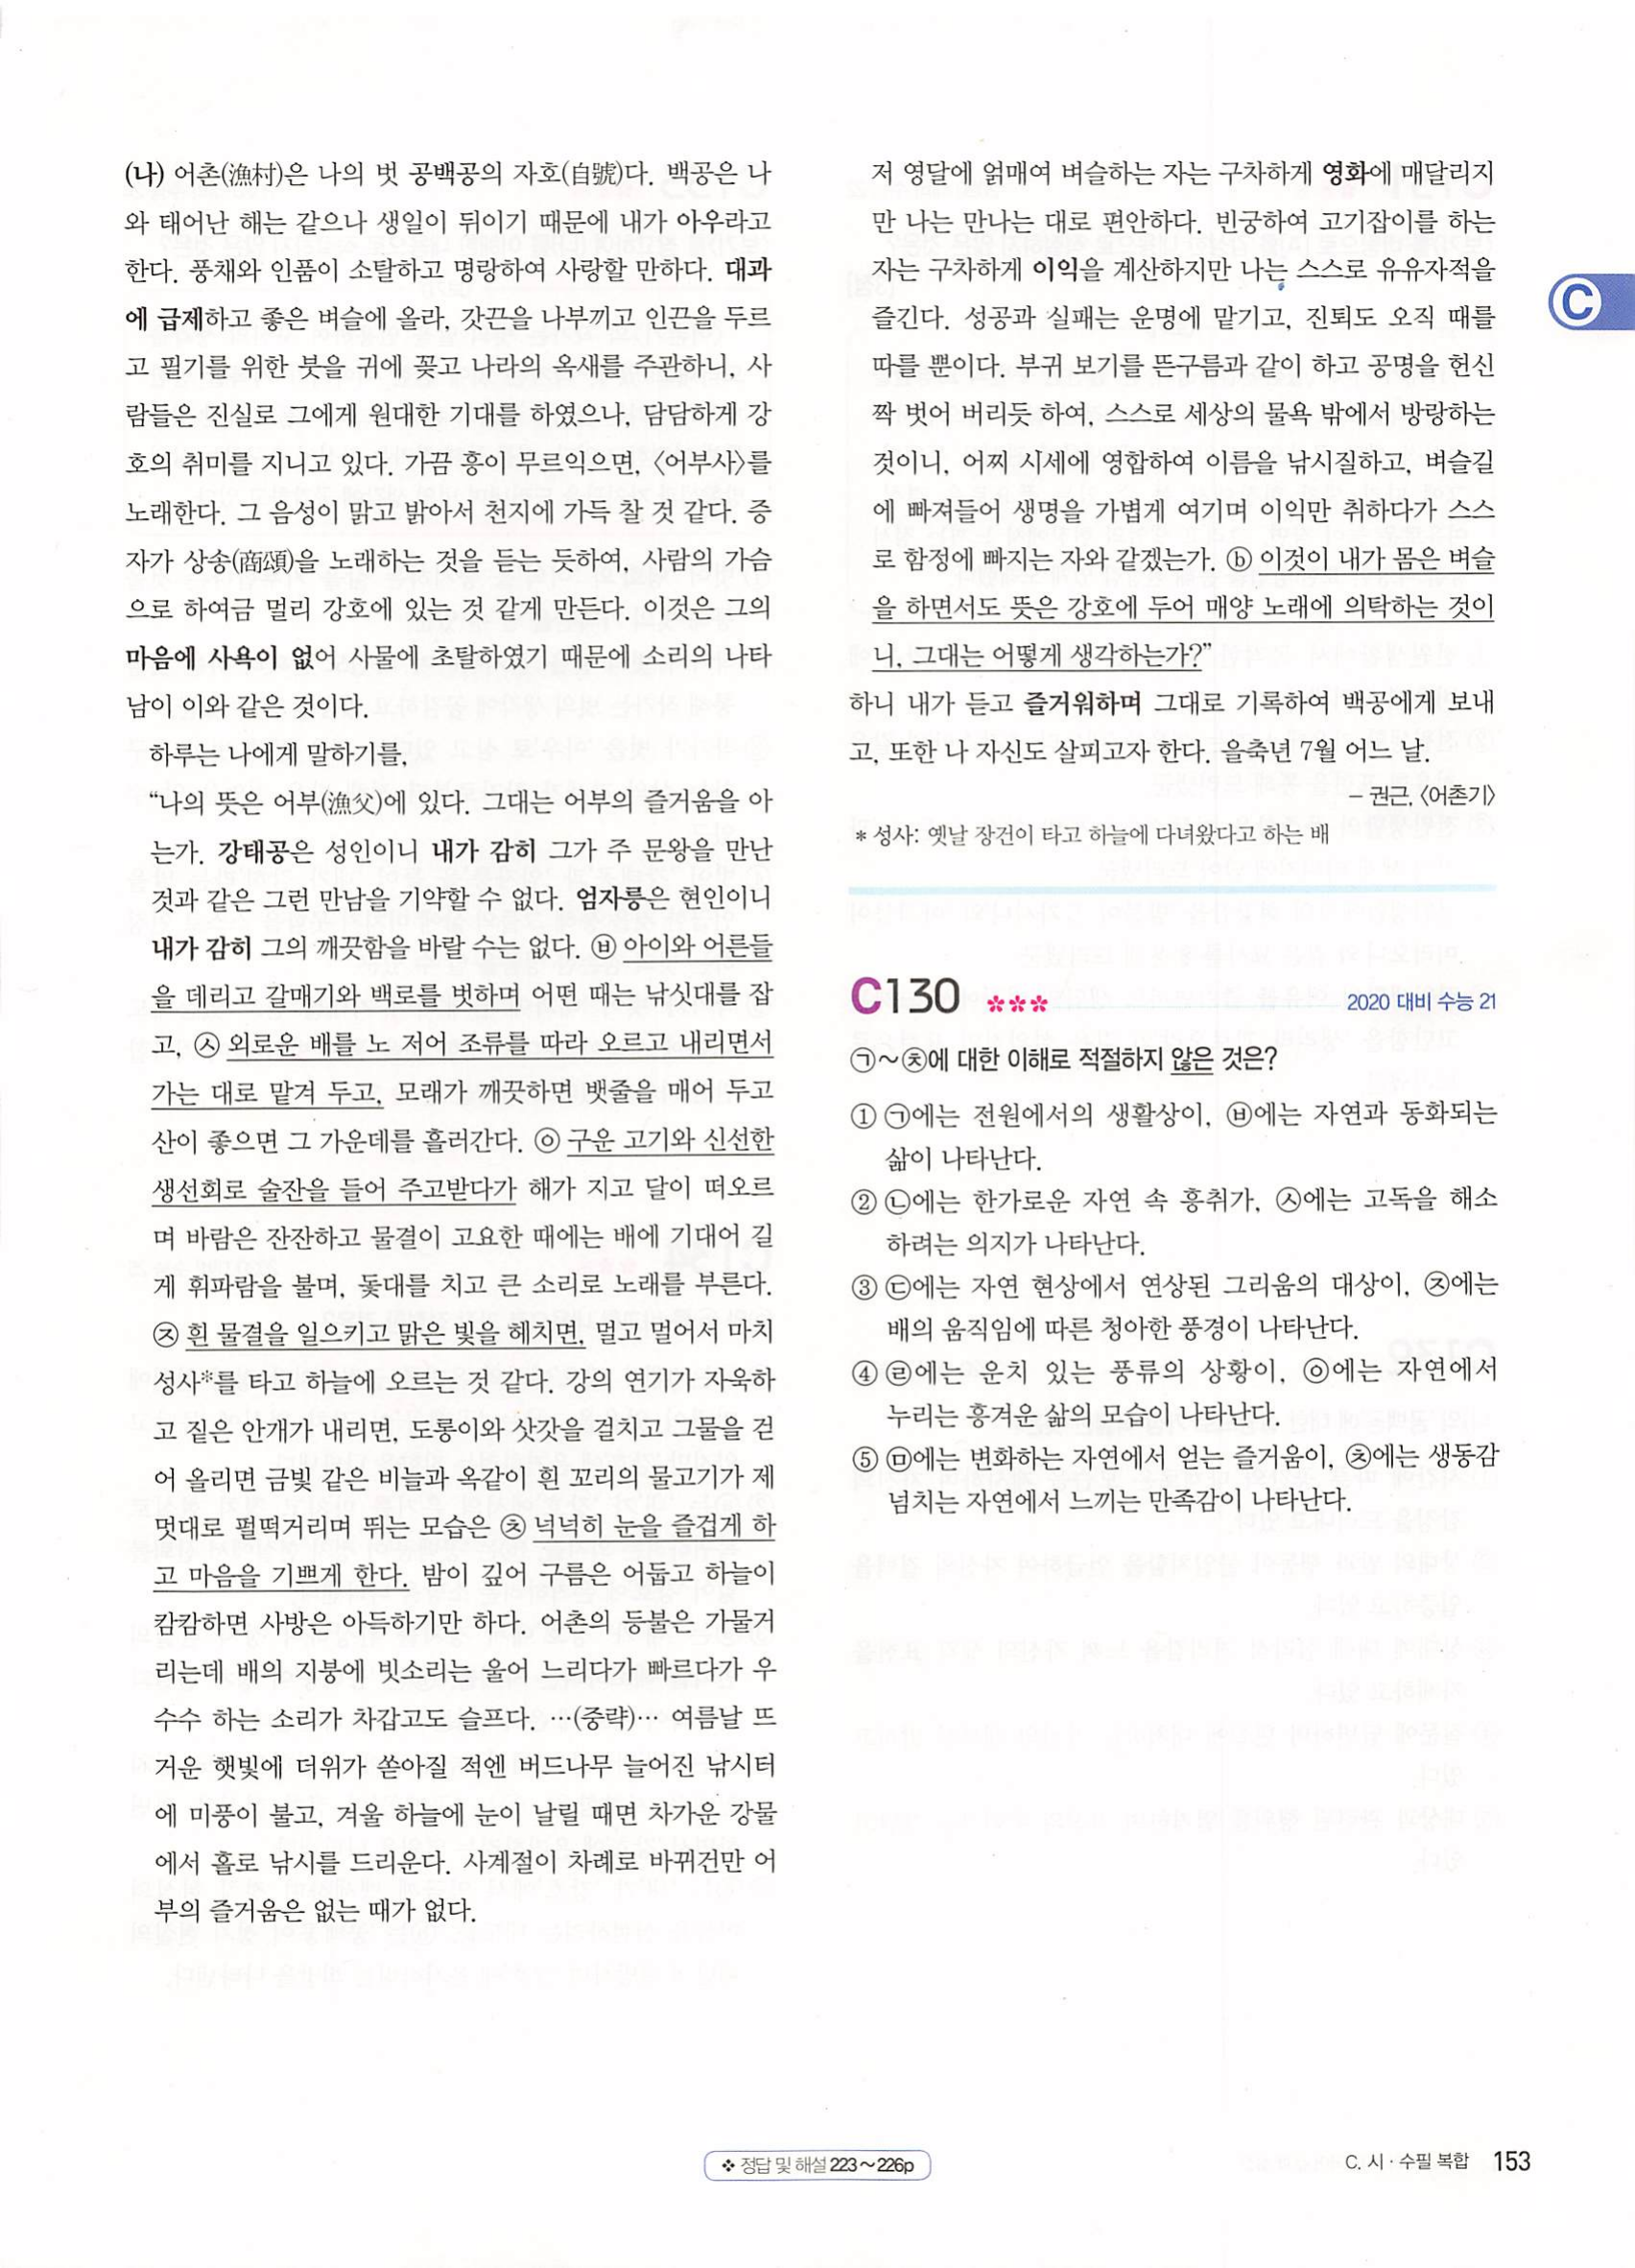 (나) 어촌(漁村)은 나의 벗 공백공의 자호(自號)다. 백공은 나
와 태어난 해는 같으나 생일이 뒤이기 때문에 내가 아우라고
한다. 풍채와 인품이 소탈하고 명랑하여 사랑할 만하다. 대과
에 급제하고 좋은 벼슬에 올라, 갓끈을 나부끼고 인끈을 두르
고 필기를 위한 붓을 귀에 꽂고 나라의 옥새를 주관하니, 사
람들은 진실로 그에게 원대한 기대를 하였으나, 담담하게 강
호의 취미를 지니고 있다. 가끔 흥이 무르익으면, 〈어부사〉를
노래한다. 그 음성이 맑고 밝아서 천지에 가득 찰 것 같다. 증
자가 상송(商頌)을 노래하는 것을 듣는 듯하여, 사람의 가슴
으로 하여금 멀리 강호에 있는 것 같게 만든다. 이것은 그의
마음에 사욕이 없어 사물에 초탈하였기 때문에 소리의 나타
남이 이와 같은 것이다.
하루는 나에게 말하기를,
“나의 뜻은 어부(漁父)에 있다. 그대는 어부의 즐거움을 아
는가. 강태공은 성인이니 내가 감히 그가 주 문왕을 만난
것과 같은 그런 만남을 기약할 수 없다. 엄자릉은 현인이니
내가 감히 그의 깨끗함을 바랄 수는 없다. ㉥ 아이와 어른들
을 데리고 갈매기와 백로를 벗하며 어떤 때는 낚싯대를 잡
고, ㉦ 외로운 배를 노 저어 조류를 따라 오르고 내리면서
가는 대로 맡겨 두고, 모래가 깨끗하면 뱃줄을 매어 두고
산이 좋으면 그 가운데를 흘러간다. ㉧ 구운 고기와 신선한
생선회로 술잔을 들어 주고받다가 해가 지고 달이 떠오르
며 바람은 잔잔하고 물결이 고요한 때에는 배에 기대어 길
게 휘파람을 불며, 돛대를 치고 큰 소리로 노래를 부른다.
㉨ 흰 물결을 일으키고 맑은 빛을 헤치면, 멀고 멀어서 마치
성사*를 타고 하늘에 오르는 것 같다. 강의 연기가 자욱하
고 짙은 안개가 내리면, 도롱이와 삿갓을 걸치고 그물을 걷
어 올리면 금빛 같은 비늘과 옥같이 흰 꼬리의 물고기가 제
멋대로 펄떡거리며 뛰는 모습은 ㉩ 넉넉히 눈을 즐겁게 하
고 마음을 기쁘게 한다. 밤이 깊어 구름은 어둡고 하늘이
캄캄하면 사방은 아득하기만 하다. 어촌의 등불은 가물거
리는데 배의 지붕에 빗소리는 울어 느리다가 빠르다가 우
수수 하는 소리가 차갑고도 슬프다. …(중략)… 여름날 뜨
거운 햇빛에 더위가 쏟아질 적엔 버드나무 늘어진 낚시터
에 미풍이 불고, 겨울 하늘에 눈이 날릴 때면 차가운 강물
에서 홀로 낚시를 드리운다. 사계절이 차례로 바뀌건만 어
부의 즐거움은 없는 때가 없다.
저 영달에 얽매여 벼슬하는 자는 구차하게 영화에 매달리지
만 나는 만나는 대로 편안하다. 빈궁하여 고기잡이를 하는
자는 구차하게 이익을 계산하지만 나는 스스로 유유자적을
즐긴다. 성공과 실패는 운명에 맡기고, 진퇴도 오직 때를
따를 뿐이다. 부귀 보기를 뜬구름과 같이 하고 공명을 헌신
짝 벗어 버리듯 하여, 스스로 세상의 물욕 밖에서 방랑하는
것이니, 어찌 시세에 영합하여 이름을 낚시질하고, 벼슬길
에 빠져들어 생명을 가볍게 여기며 이익만 취하다가 스스
로 함정에 빠지는 자와 같겠는가. ⓑ 이것이 내가 몸은 벼슬
을 하면서도 뜻은 강호에 두어 매양 노래에 의탁하는 것이
니, 그대는 어떻게 생각하는가?”
하니 내가 듣고 즐거워하며 그대로 기록하여 백공에게 보내
고, 또한 나 자신도 살피고자 한다. 을축년 7월 어느 날.
– 권근, 〈어촌기〉
* 성사: 옛날 장건이 타고 하늘에 다녀왔다고 하는 배
C
C130 ✲✲✲ 2020 대비 수능 21
㉠～㉩에 대한 이해로 적절하지 않은 것은?
① ㉠에는 전원에서의 생활상이, ㉥에는 자연과 동화되는
삶이 나타난다.
② ㉡에는 한가로운 자연 속 흥취가, ㉦에는 고독을 해소
하려는 의지가 나타난다.
③ ㉢에는 자연 현상에서 연상된 그리움의 대상이, ㉨에는
배의 움직임에 따른 청아한 풍경이 나타난다.
④ ㉣에는 운치 있는 풍류의 상황이, ㉧에는 자연에서
누리는 흥겨운 삶의 모습이 나타난다.
⑤ ㉤에는 변화하는 자연에서 얻는 즐거움이, ㉩에는 생동감
넘치는 자연에서 느끼는 만족감이 나타난다.
❖ 정답 및 해설 223～226p
C. 시·수필 복합 153